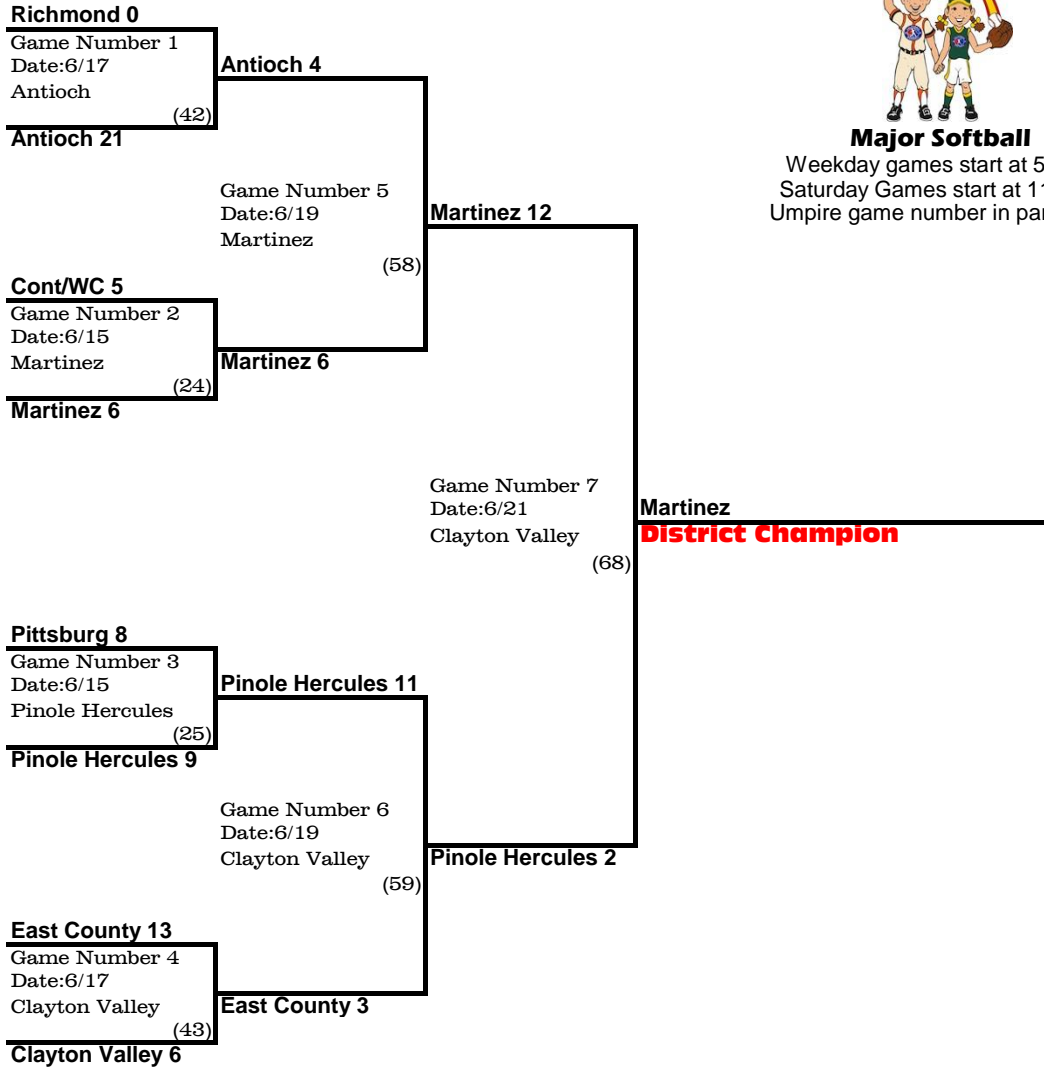 Richmond 0
Game Number 1
Date:6/17
Antioch
(42)
Antioch 21
Antioch 4
Game Number 5
Date:6/19
Martinez
(58)
Cont/WC 5
Game Number 2
Date:6/15
Martinez
(24)
Martinez 6
Martinez 6
Martinez 12
Game Number 7
Date:6/21
Clayton Valley
(68)
Martinez
District Champion
Pittsburg 8
Game Number 3
Date:6/15
Pinole Hercules
(25)
Pinole Hercules 9
Pinole Hercules 11
Game Number 6
Date:6/19
Clayton Valley
(59)
Pinole Hercules 2
East County 13
Game Number 4
Date:6/17
Clayton Valley
(43)
Clayton Valley 6
East County 3
Major Softball
Weekday games start at 5
Saturday Games start at 11
Umpire game number in par